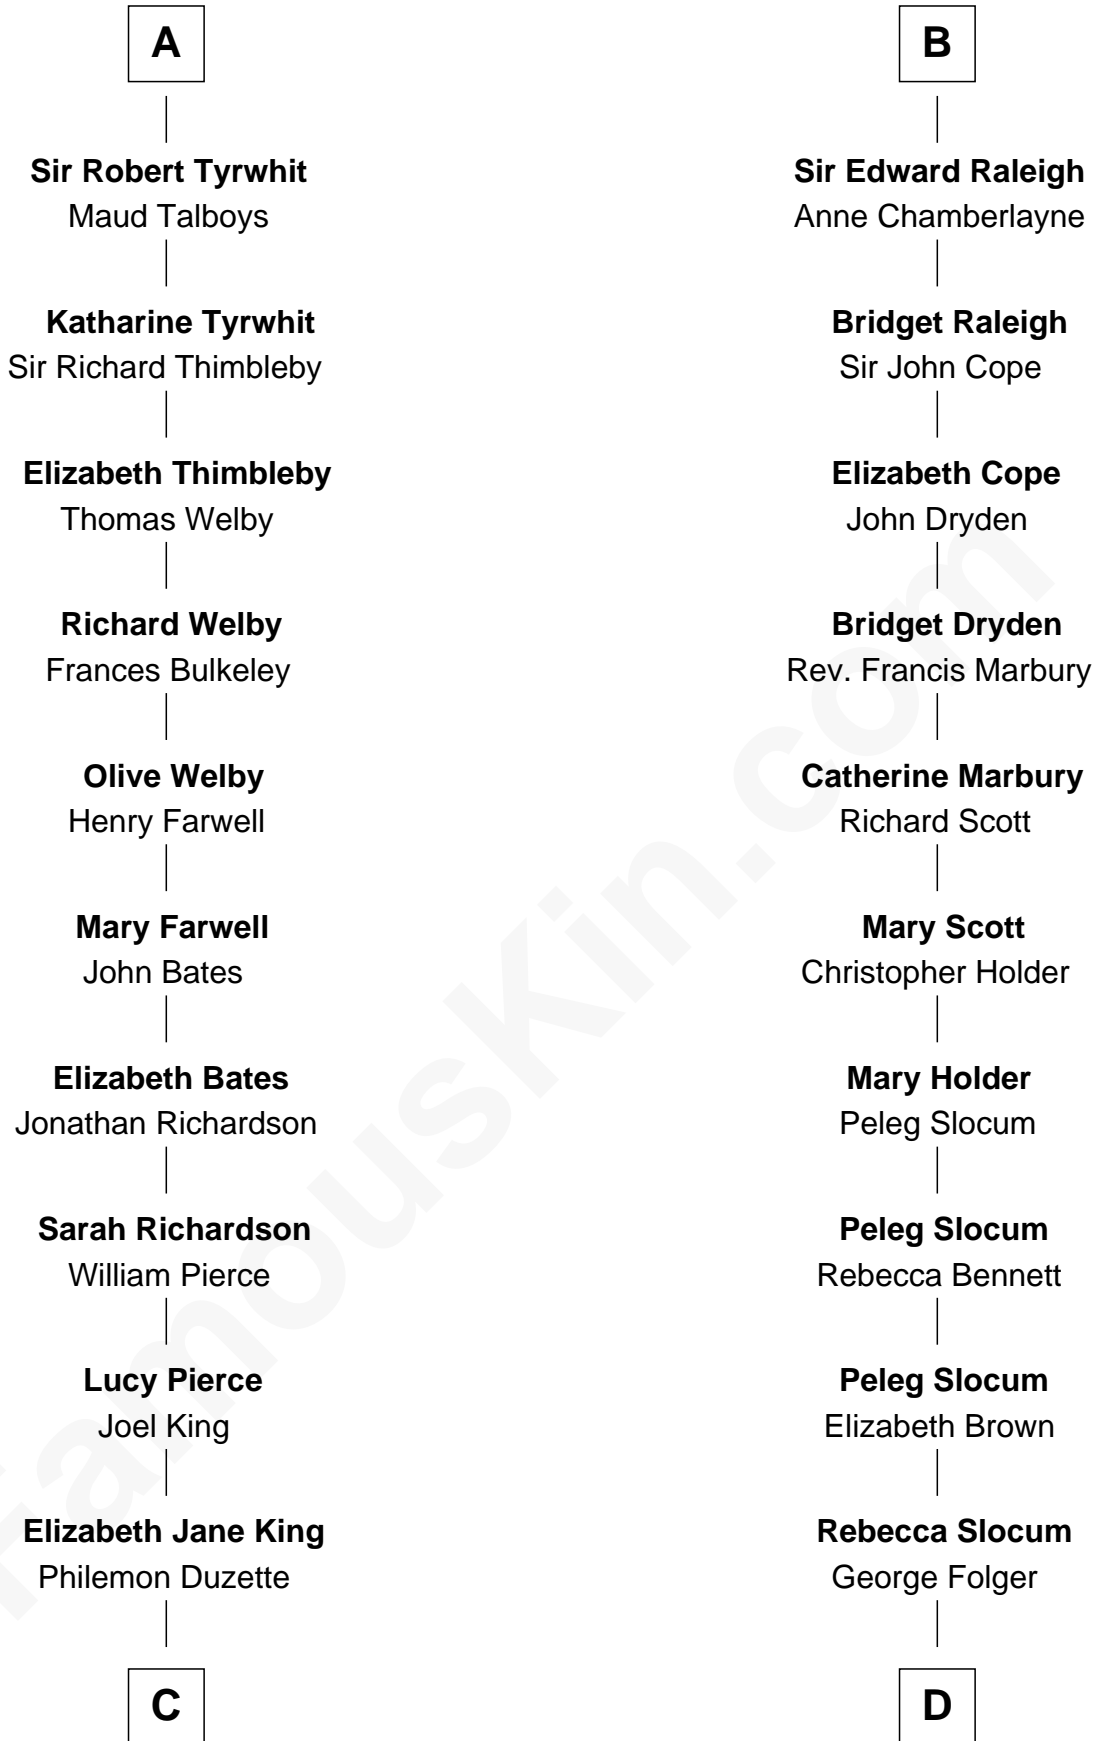 A
Sir Robert Tyrwhit
Maud Talboys
Katharine Tyrwhit
Sir Richard Thimbleby
Elizabeth Thimbleby
Thomas Welby
Richard Welby
Frances Bulkeley
Olive Welby
Henry Farwell
Mary Farwell
John Bates
Elizabeth Bates
Jonathan Richardson
Sarah Richardson
William Pierce
Lucy Pierce
Joel King
Elizabeth Jane King
Philemon Duzette
C
B
Sir Edward Raleigh
Anne Chamberlayne
Bridget Raleigh
Sir John Cope
Elizabeth Cope
John Dryden
Bridget Dryden
Rev. Francis Marbury
Catherine Marbury
Richard Scott
Mary Scott
Christopher Holder
Mary Holder
Peleg Slocum
Peleg Slocum
Rebecca Bennett
Peleg Slocum
Elizabeth Brown
Rebecca Slocum
George Folger
D
FamousKin.com